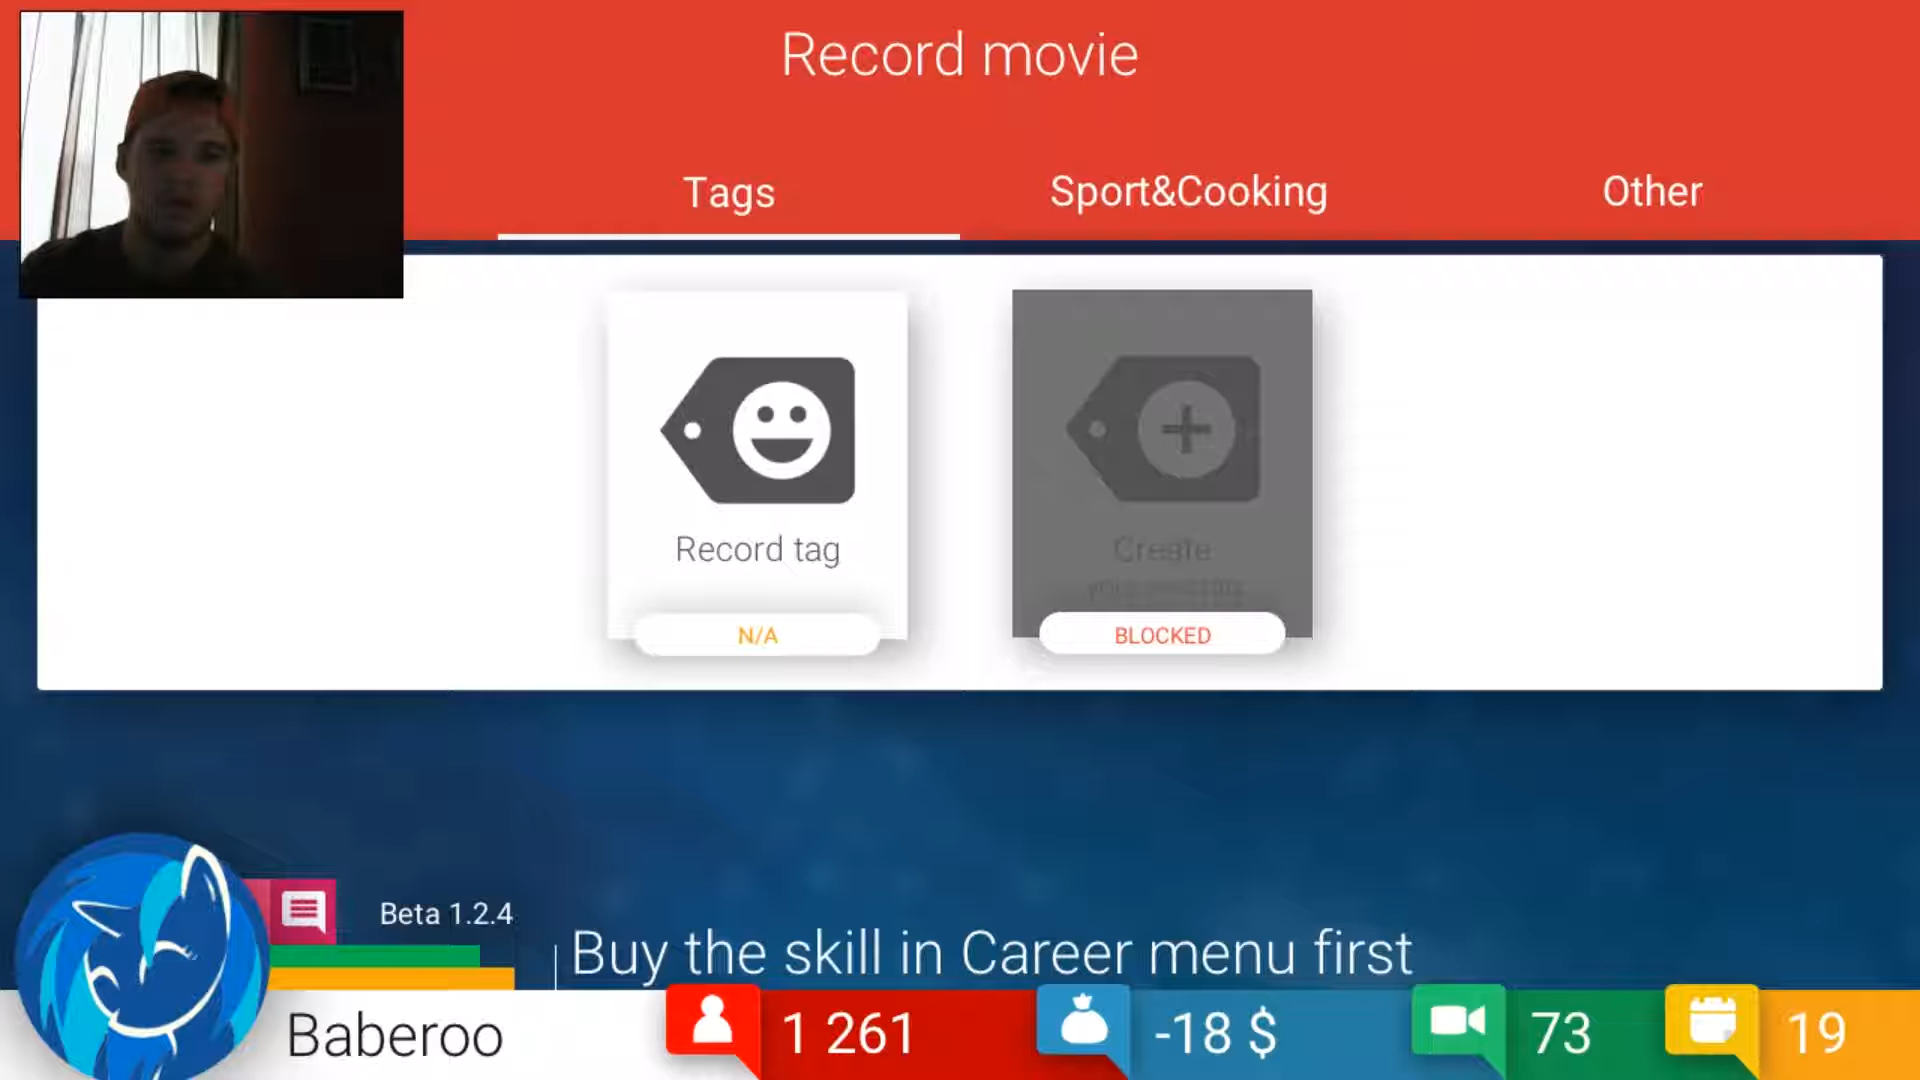 Record movie
Tags
Sport&Cooking
Other
Record tag
Create
N/A
BLOCKED
Beta 1.2.4
Buy the skill in Career menu first
Baberoo
1 261
-18 $
73
19